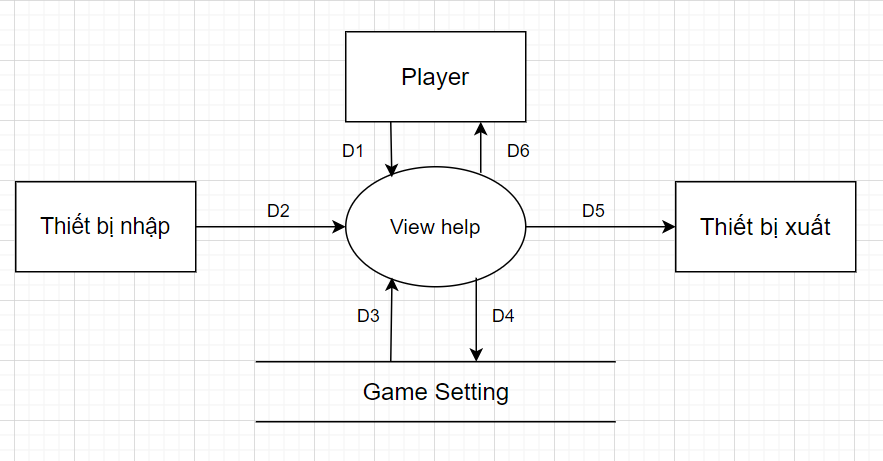 Player
D1
D6
Thiết bị nhập
D2
View help
D5
Thiết bị xuất
D3
D4
Game Setting